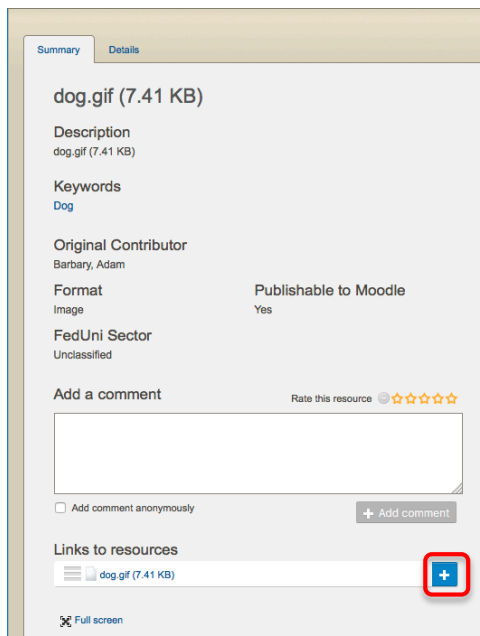 Summary Details
dog.gif (7.41 KB)
Description
dog.gif (7.41 KB)
Keywords
Dog
Original Contributor
Barbary, Adam
Format Publishable to Moodle
Image Yes
FedUni Sector
Unclassified
Add a comment Rate this resource
Add comment anonymously + Add comment
Links to resources
dog.gif (7.41 KB) +
Full screen